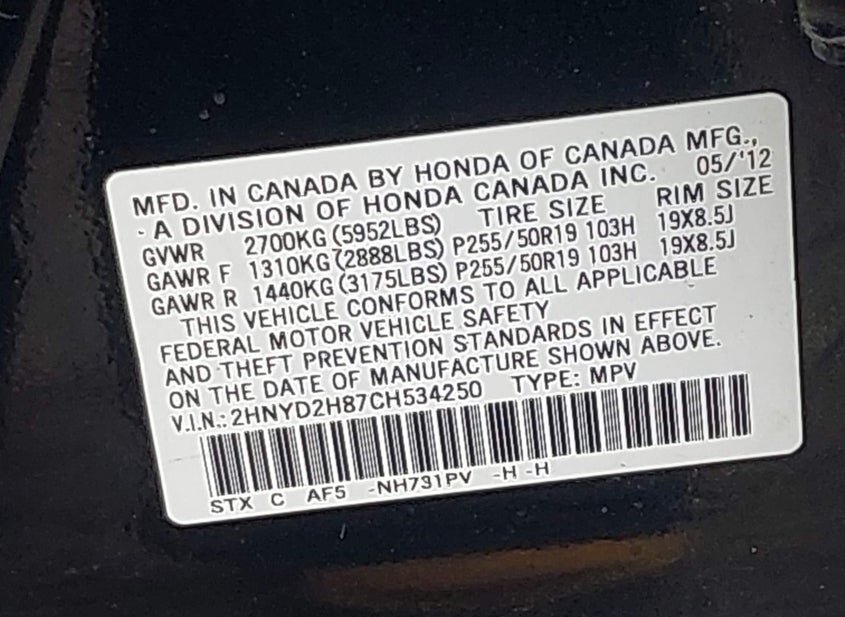 MFD. IN CANADA BY HONDA OF CANADA MFG.,
- A DIVISION OF HONDA CANADA INC. 05/'12
GVWR 2700KG (5952LBS) TIRE SIZE RIM SIZE
GAWR F 1310KG (2888LBS) P255/50R19 103H 19X8.5J
GAWR R 1440KG (3175LBS) P255/50R19 103H 19X8.5J
THIS VEHICLE CONFORMS TO ALL APPLICABLE
FEDERAL MOTOR VEHICLE SAFETY
AND THEFT PREVENTION STANDARDS IN EFFECT
ON THE DATE OF MANUFACTURE SHOWN ABOVE.
V.I.N.: 2HNYD2H87CH534250 TYPE: MPV
STX C AF5 -NH731PV -H -H